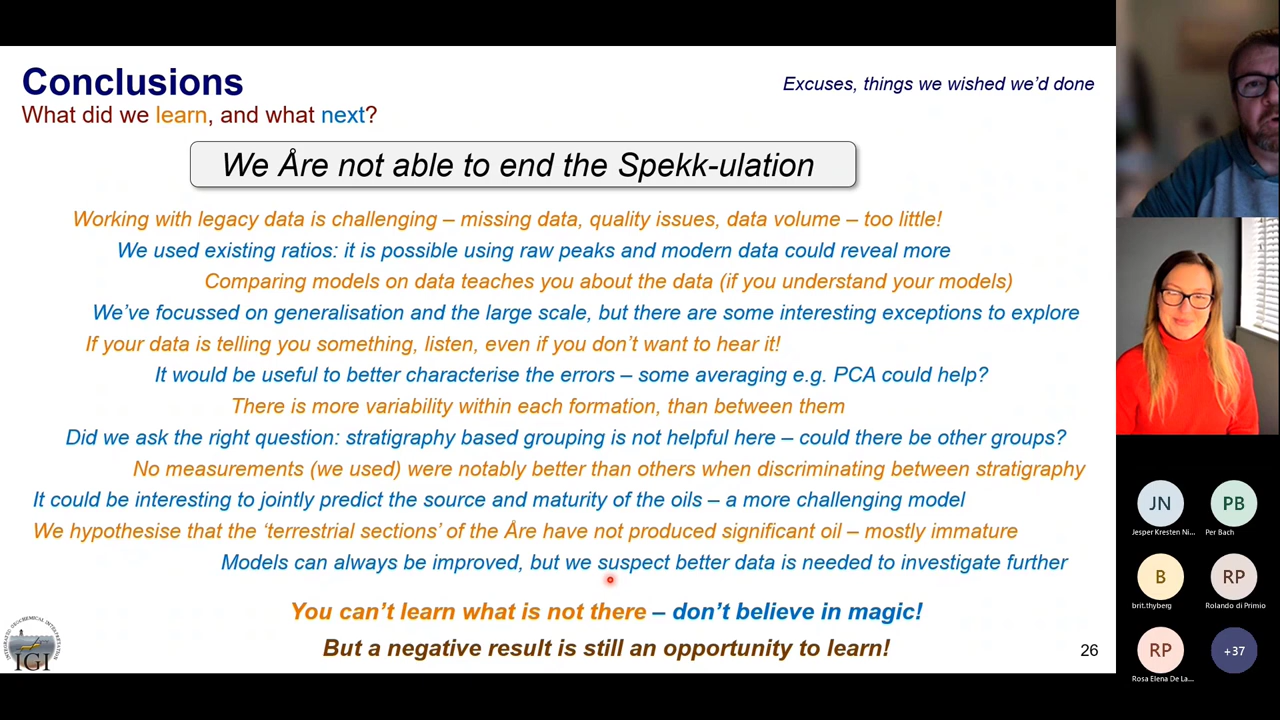 Conclusions
Excuses, things we wished we'd done
What did we learn, and what next?
We Åre not able to end the Spekk-ulation
Working with legacy data is challenging – missing data, quality issues, data volume – too little!
We used existing ratios: it is possible using raw peaks and modern data could reveal more
Comparing models on data teaches you about the data (if you understand your models)
We've focussed on generalisation and the large scale, but there are some interesting exceptions to explore
If your data is telling you something, listen, even if you don't want to hear it!
It would be useful to better characterise the errors – some averaging e.g. PCA could help?
There is more variability within each formation, than between them
Did we ask the right question: stratigraphy based grouping is not helpful here – could there be other groups?
No measurements (we used) were notably better than others when discriminating between stratigraphy
It could be interesting to jointly predict the source and maturity of the oils – a more challenging model
We hypothesise that the 'terrestrial sections' of the Åre have not produced significant oil – mostly immature
Models can always be improved, but we suspect better data is needed to investigate further
You can't learn what is not there – don't believe in magic!
But a negative result is still an opportunity to learn!
IGI
26
JN
PB
Jesper Kresten Ni...
Per Bach
B
RP
brit.thyberg
Rolando di Primio
RP
+37
Rosa Elena De La...